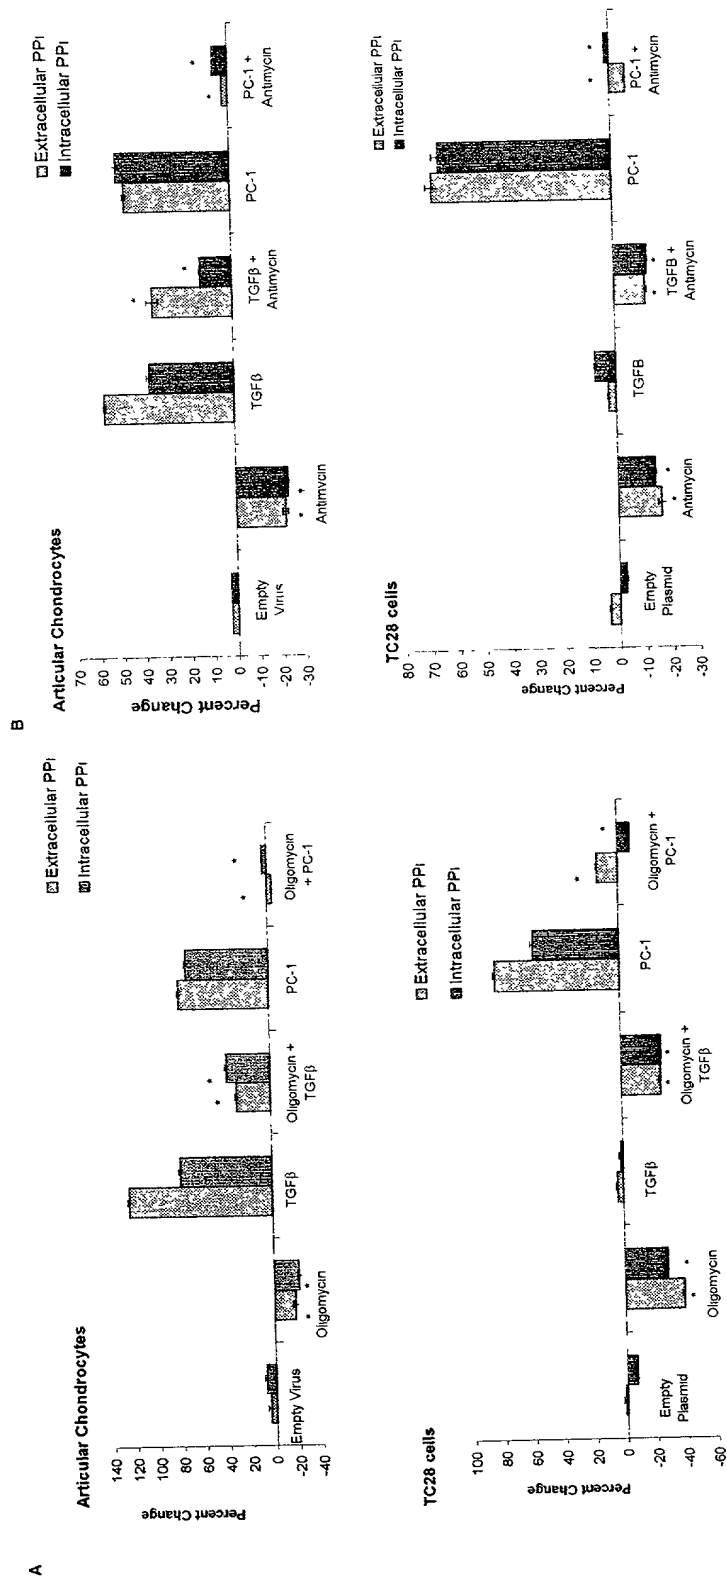 A
Articular Chondrocytes
Extracellular PPi
Intracellular PPi
Percent Change
140
120
100
80
60
40
20
0
-20
-40
Empty Virus
Oligomycin
TGFβ
Oligomycin +
TGFβ
PC-1
Oligomycin
+ PC-1
* * * * * *
TC28 cells
Extracellular PPi
Intracellular PPi
Percent Change
100
80
60
40
20
0
-20
-40
-60
Empty
Plasmid
Oligomycin
TGFβ
Oligomycin +
TGFβ
PC-1
Oligomycin +
PC-1
* * * * * *
B
Articular Chondrocytes
Extracellular PPi
Intracellular PPi
Percent Change
70
60
50
40
30
20
10
0
-10
-20
-30
Empty
Virus
Antimycin
TGFβ
TGFβ +
Antimycin
PC-1
PC-1 +
Antimycin
* * * * * *
TC28 cells
Extracellular PPi
Intracellular PPi
Percent Change
80
70
60
50
40
30
20
10
0
-10
-20
-30
Empty
Plasmid
Antimycin
TGFB
TGFB +
Antimycin
PC-1
PC-1 +
Antimycin
* * * * * *